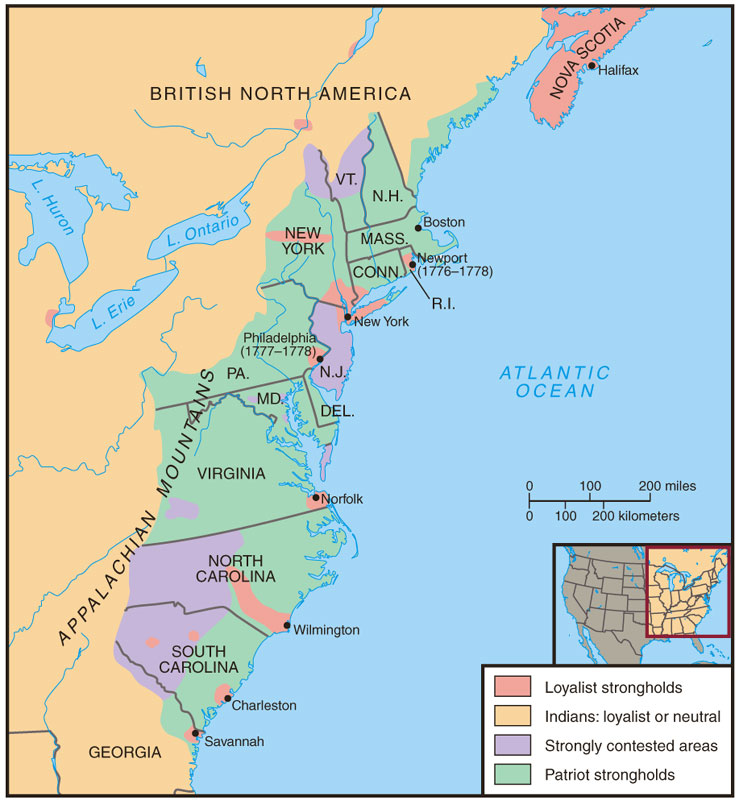 NOVA SCOTIA
Halifax
BRITISH NORTH AMERICA
L. Huron
L. Ontario
L. Erie
VT.
N.H.
Boston
NEW
YORK
MASS.
CONN.
Newport
(1776–1778)
R.I.
New York
Philadelphia
(1777–1778)
PA.
N.J.
ATLANTIC
OCEAN
MD.
DEL.
APPALACHIAN MOUNTAINS
VIRGINIA
Norfolk
0 100 200 miles
0 100 200 kilometers
NORTH
CAROLINA
Wilmington
SOUTH
CAROLINA
Charleston
Savannah
GEORGIA
Loyalist strongholds
Indians: loyalist or neutral
Strongly contested areas
Patriot strongholds